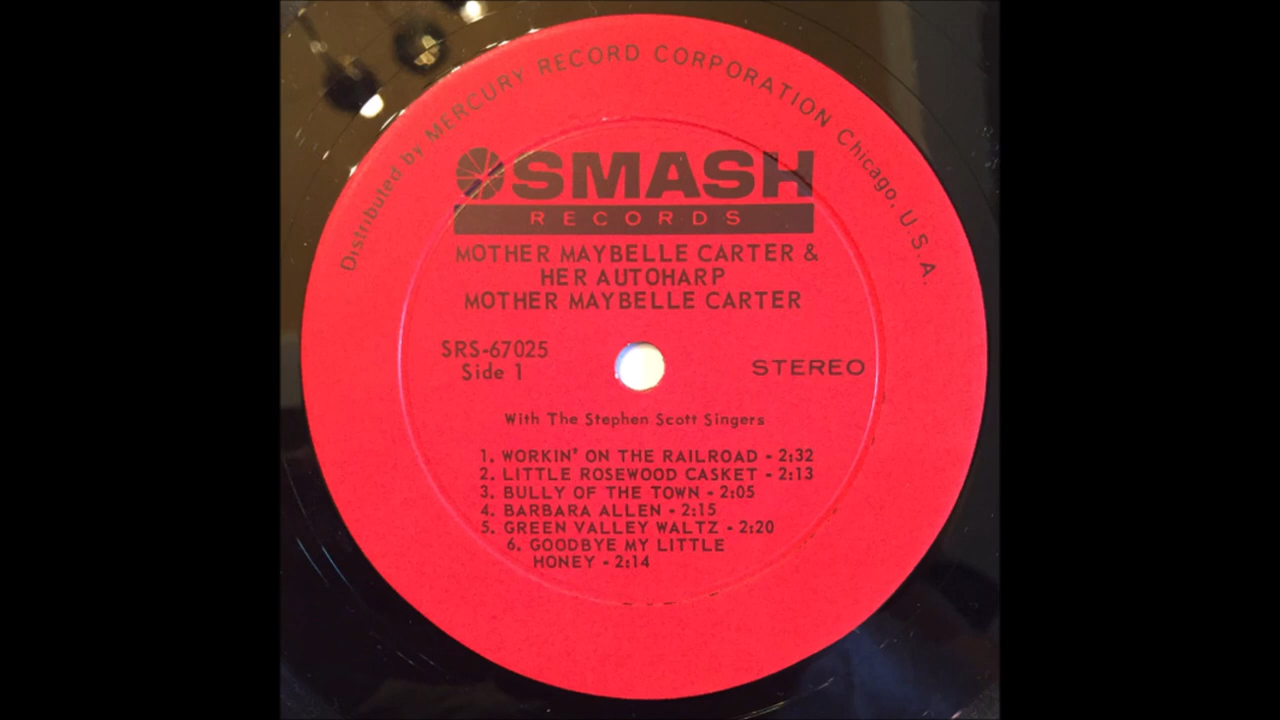 Distributed by MERCURY RECORD CORPORATION Chicago, U.S.A.
SMASH
RECORDS
MOTHER MAYBELLE CARTER &
HER AUTOHARP
MOTHER MAYBELLE CARTER
SRS-67025
Side 1
STEREO
With The Stephen Scott Singers
1. WORKIN' ON THE RAILROAD - 2:32
2. LITTLE ROSEWOOD CASKET - 2:13
3. BULLY OF THE TOWN - 2:05
4. BARBARA ALLEN - 2:15
5. GREEN VALLEY WALTZ - 2:20
6. GOODBYE MY LITTLE
HONEY - 2:14